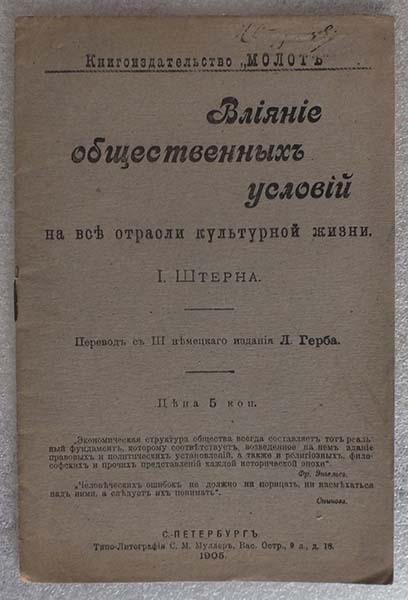 Книгоиздательство „МОЛОТЪ“
Вліяніе
общественныхъ
условій
на всѣ отрасли культурной жизни.
І. ШТЕРНА.
Переводъ съ III нѣмецкаго изданія Л. Герба.
Цѣна 5 коп.
„Экономическая структура общества всегда составляетъ тотъ реаль-
ный фундаментъ, которому соотвѣтствуетъ, возведенное на немъ зданіе
правовыхъ и политическихъ установленій, а также и религіозныхъ, фило-
софскихъ и прочихъ представленій каждой исторической эпохи“.
Фр. Энгельсъ.
„Человѣческихъ ошибокъ не должно ни порицать, ни насмѣхаться
надъ ними, а слѣдуетъ ихъ понимать“.
Спиноза.
С.-ПЕТЕРБУРГЪ.
Типо-Литографія С. М. Муллеръ, Вас. Остр., 9 л., д. 18.
1905.